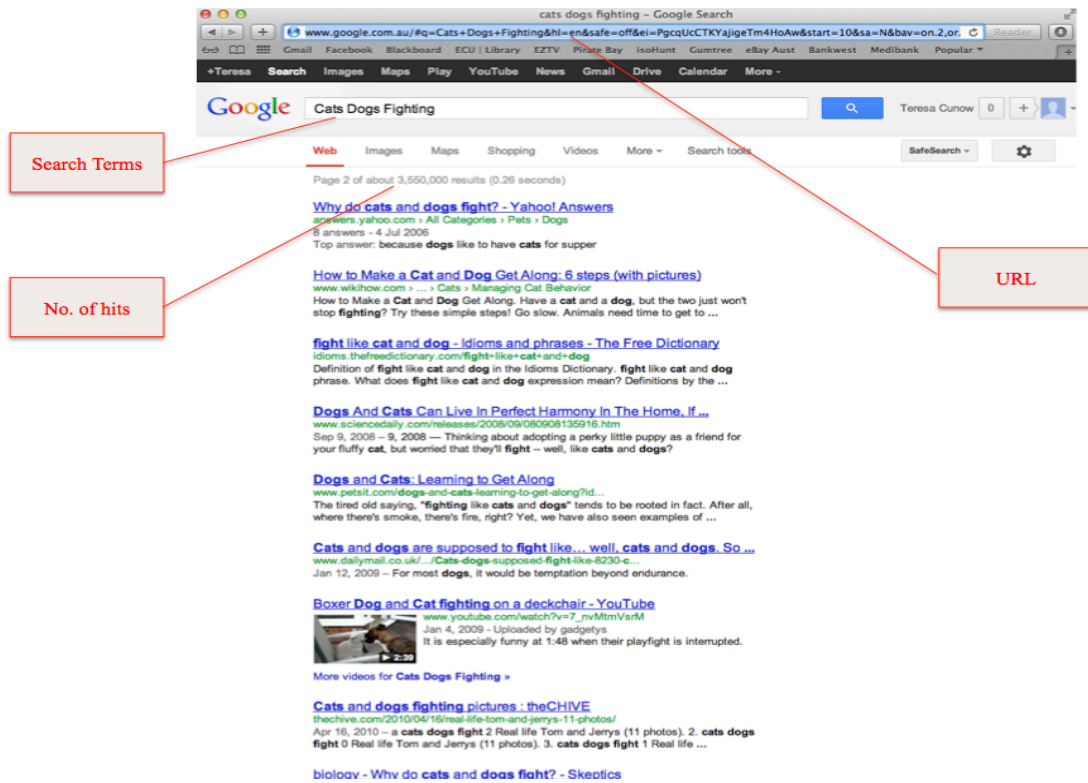 cats dogs fighting – Google Search
www.google.com.au/#q=Cats+Dogs+Fighting&hl=en&safe=off&ei=PgcqUcCTKYajigeTm4HoAw&start=10&sa=N&bav=on.2,or. Reader
Gmail Facebook Blackboard ECU | Library EZTV Pirate Bay isoHunt Gumtree eBay Aust Bankwest Medibank Popular
+Teresa Search Images Maps Play YouTube News Gmail Drive Calendar More
Google Cats Dogs Fighting Teresa Cunow 0 +
Search Terms
Web Images Maps Shopping Videos More Search tools SafeSearch
Page 2 of about 3,550,000 results (0.26 seconds)
Why do cats and dogs fight? - Yahoo! Answers
answers.yahoo.com › All Categories › Pets › Dogs
8 answers - 4 Jul 2006
Top answer: because dogs like to have cats for supper
URL
No. of hits
How to Make a Cat and Dog Get Along: 6 steps (with pictures)
www.wikihow.com › ... › Cats › Managing Cat Behavior
How to Make a Cat and Dog Get Along. Have a cat and a dog, but the two just won't
stop fighting? Try these simple steps! Go slow. Animals need time to get to ...
fight like cat and dog - Idioms and phrases - The Free Dictionary
idioms.thefreedictionary.com/fight+like+cat+and+dog
Definition of fight like cat and dog in the Idioms Dictionary. fight like cat and dog
phrase. What does fight like cat and dog expression mean? Definitions by the ...
Dogs And Cats Can Live In Perfect Harmony In The Home, If ...
www.sciencedaily.com/releases/2008/09/080908135916.htm
Sep 9, 2008 – 9, 2008 — Thinking about adopting a perky little puppy as a friend for
your fluffy cat, but worried that they'll fight -- well, like cats and dogs?
Dogs and Cats: Learning to Get Along
www.petsit.com/dogs-and-cats-learning-to-get-along?id...
The tired old saying, "fighting like cats and dogs" tends to be rooted in fact. After all,
where there's smoke, there's fire, right? Yet, we have also seen examples of ...
Cats and dogs are supposed to fight like... well, cats and dogs. So ...
www.dailymail.co.uk/.../Cats-dogs-supposed-fight-like-8230-c...
Jan 12, 2009 – For most dogs, it would be temptation beyond endurance.
Boxer Dog and Cat fighting on a deckchair - YouTube
www.youtube.com/watch?v=7_nvMtmVsrM
Jan 4, 2009 - Uploaded by gadgetys
It is especially funny at 1:48 when their playfight is interrupted.
2:39
More videos for Cats Dogs Fighting »
Cats and dogs fighting pictures : theCHIVE
thechive.com/2010/04/16/real-life-tom-and-jerrys-11-photos/
Apr 16, 2010 – a cats dogs fight 2 Real life Tom and Jerrys (11 photos). 2. cats dogs
fight 0 Real life Tom and Jerrys (11 photos). 3. cats dogs fight 1 Real life ...
biology - Why do cats and dogs fight? - Skeptics